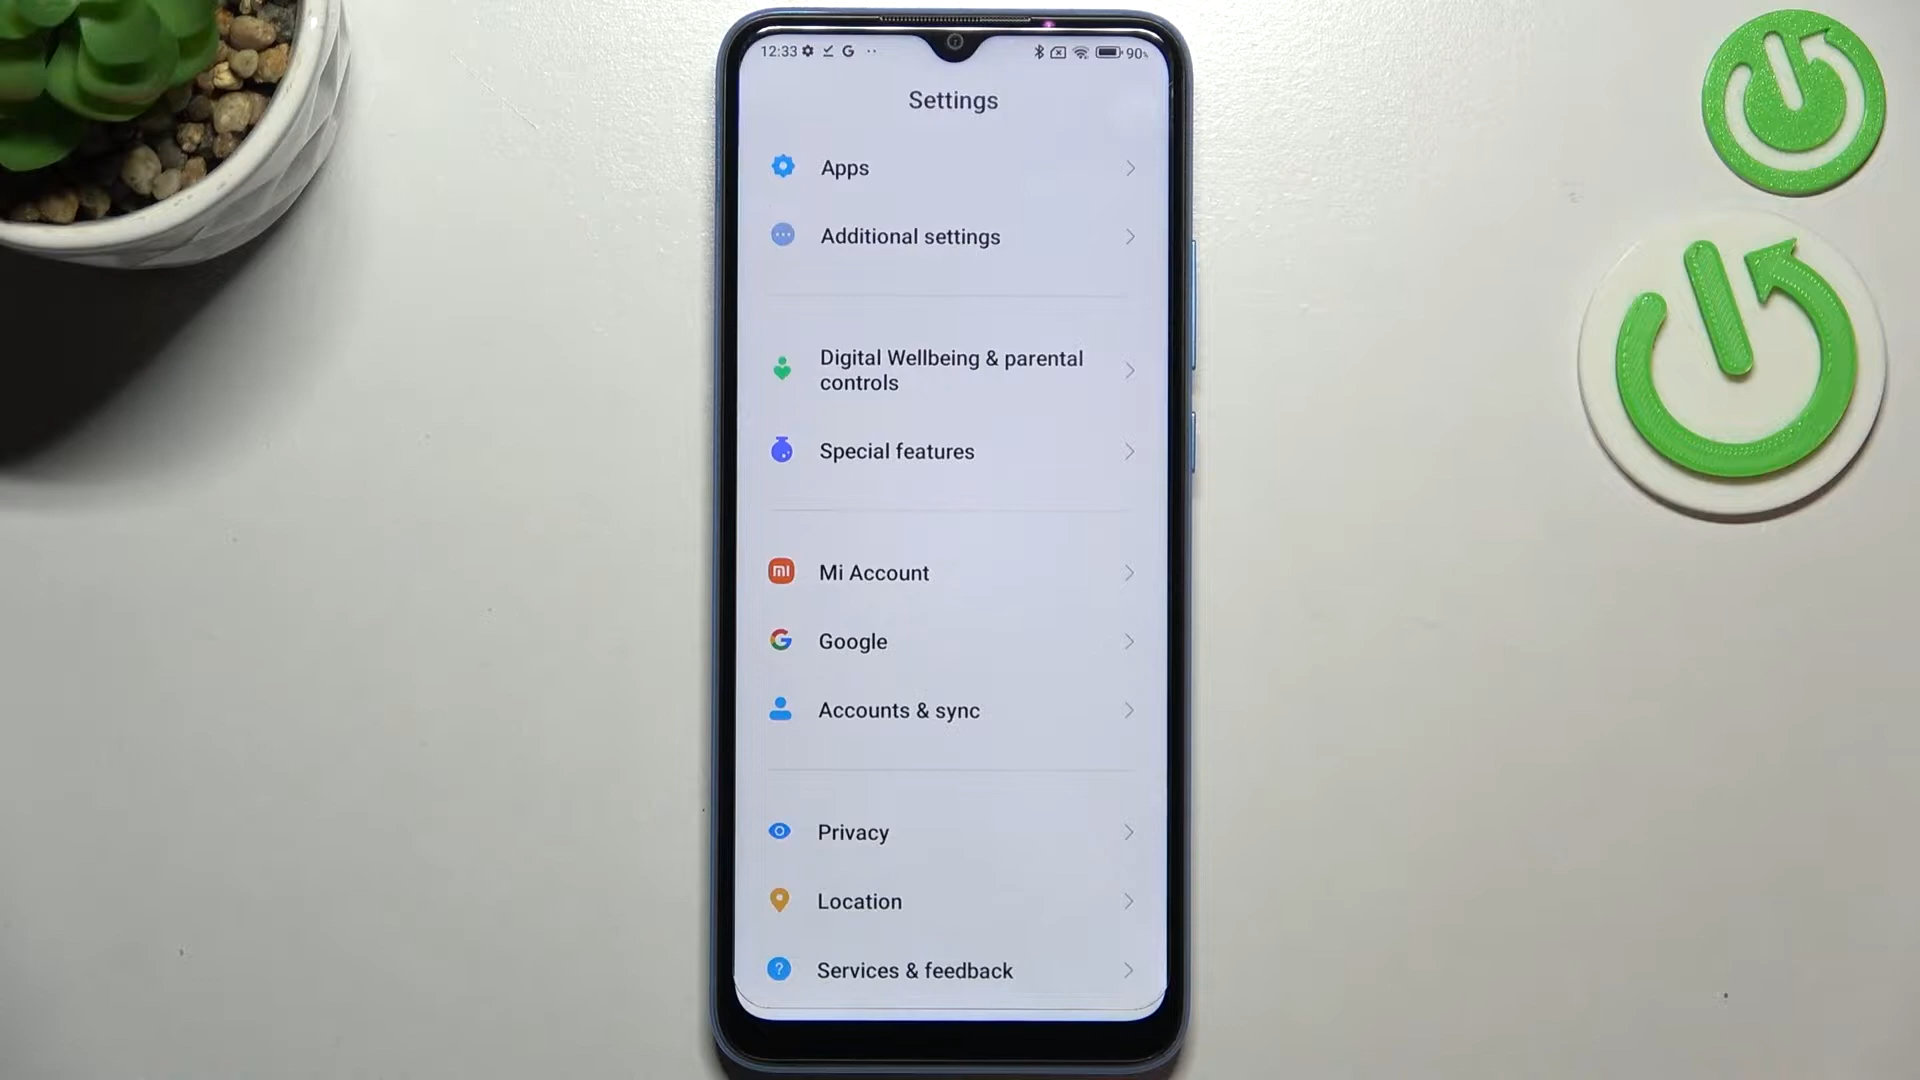 12:33 90%
Settings
Apps
Additional settings
Digital Wellbeing & parental
controls
Special features
Mi Account
Google
Accounts & sync
Privacy
Location
Services & feedback